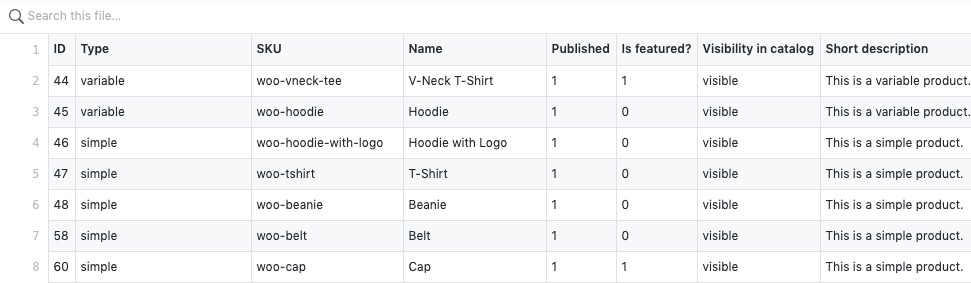 Search this file...
1 ID Type SKU Name Published Is featured? Visibility in catalog Short description
2 44 variable woo-vneck-tee V-Neck T-Shirt 1 1 visible This is a variable product.
3 45 variable woo-hoodie Hoodie 1 0 visible This is a variable product.
4 46 simple woo-hoodie-with-logo Hoodie with Logo 1 0 visible This is a simple product.
5 47 simple woo-tshirt T-Shirt 1 0 visible This is a simple product.
6 48 simple woo-beanie Beanie 1 0 visible This is a simple product.
7 58 simple woo-belt Belt 1 0 visible This is a simple product.
8 60 simple woo-cap Cap 1 1 visible This is a simple product.